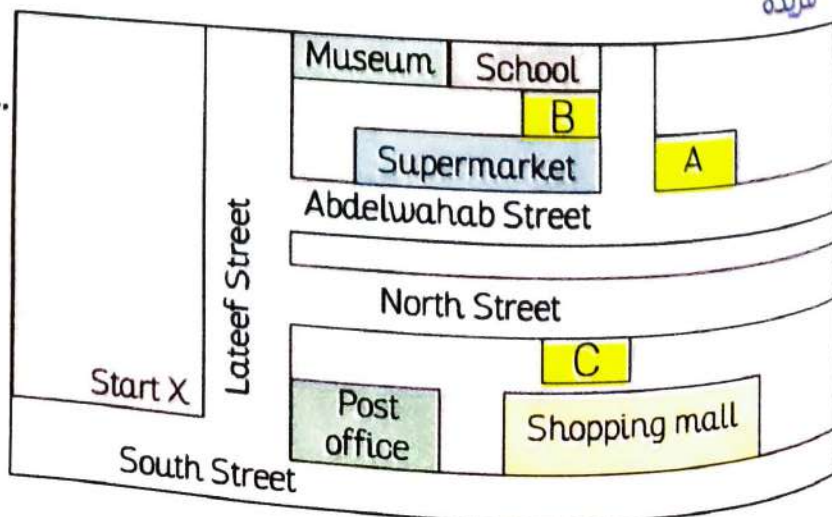 Museum
School
B
Supermarket
A
Abdelwahab Street
Lateef Street
North Street
C
Start X
Post
office
Shopping mall
South Street